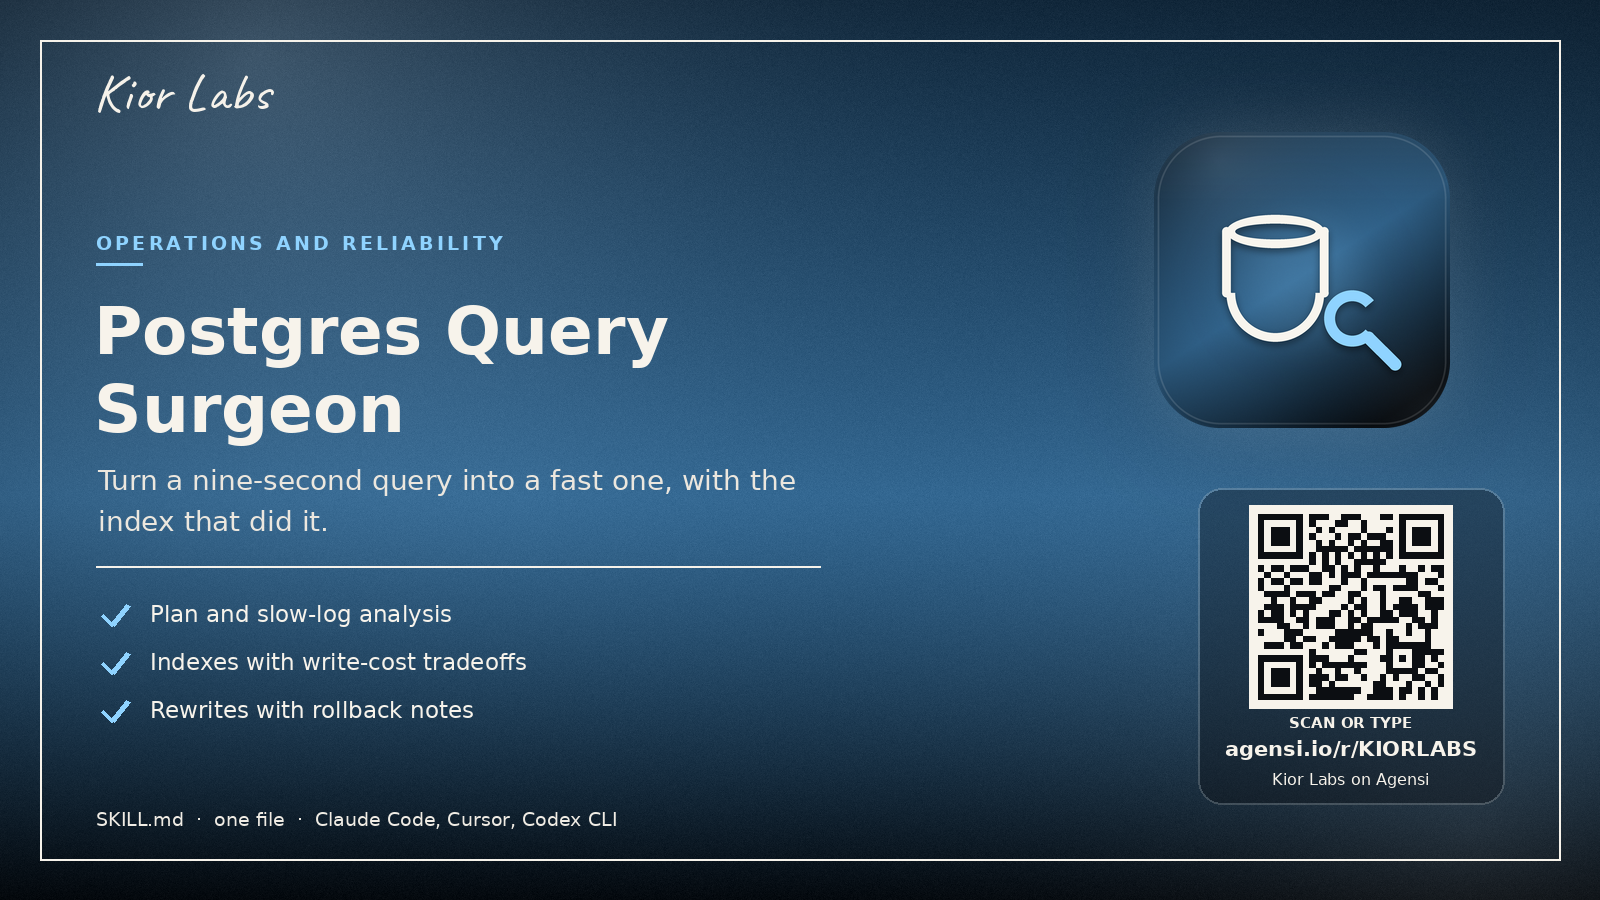 Kior Labs
OPERATIONS AND RELIABILITY
Postgres Query
Surgeon
Turn a nine-second query into a fast one, with the
index that did it.
Plan and slow-log analysis
Indexes with write-cost tradeoffs
Rewrites with rollback notes
SKILL.md · one file · Claude Code, Cursor, Codex CLI
SCAN OR TYPE
agensi.io/r/KIORLABS
Kior Labs on Agensi